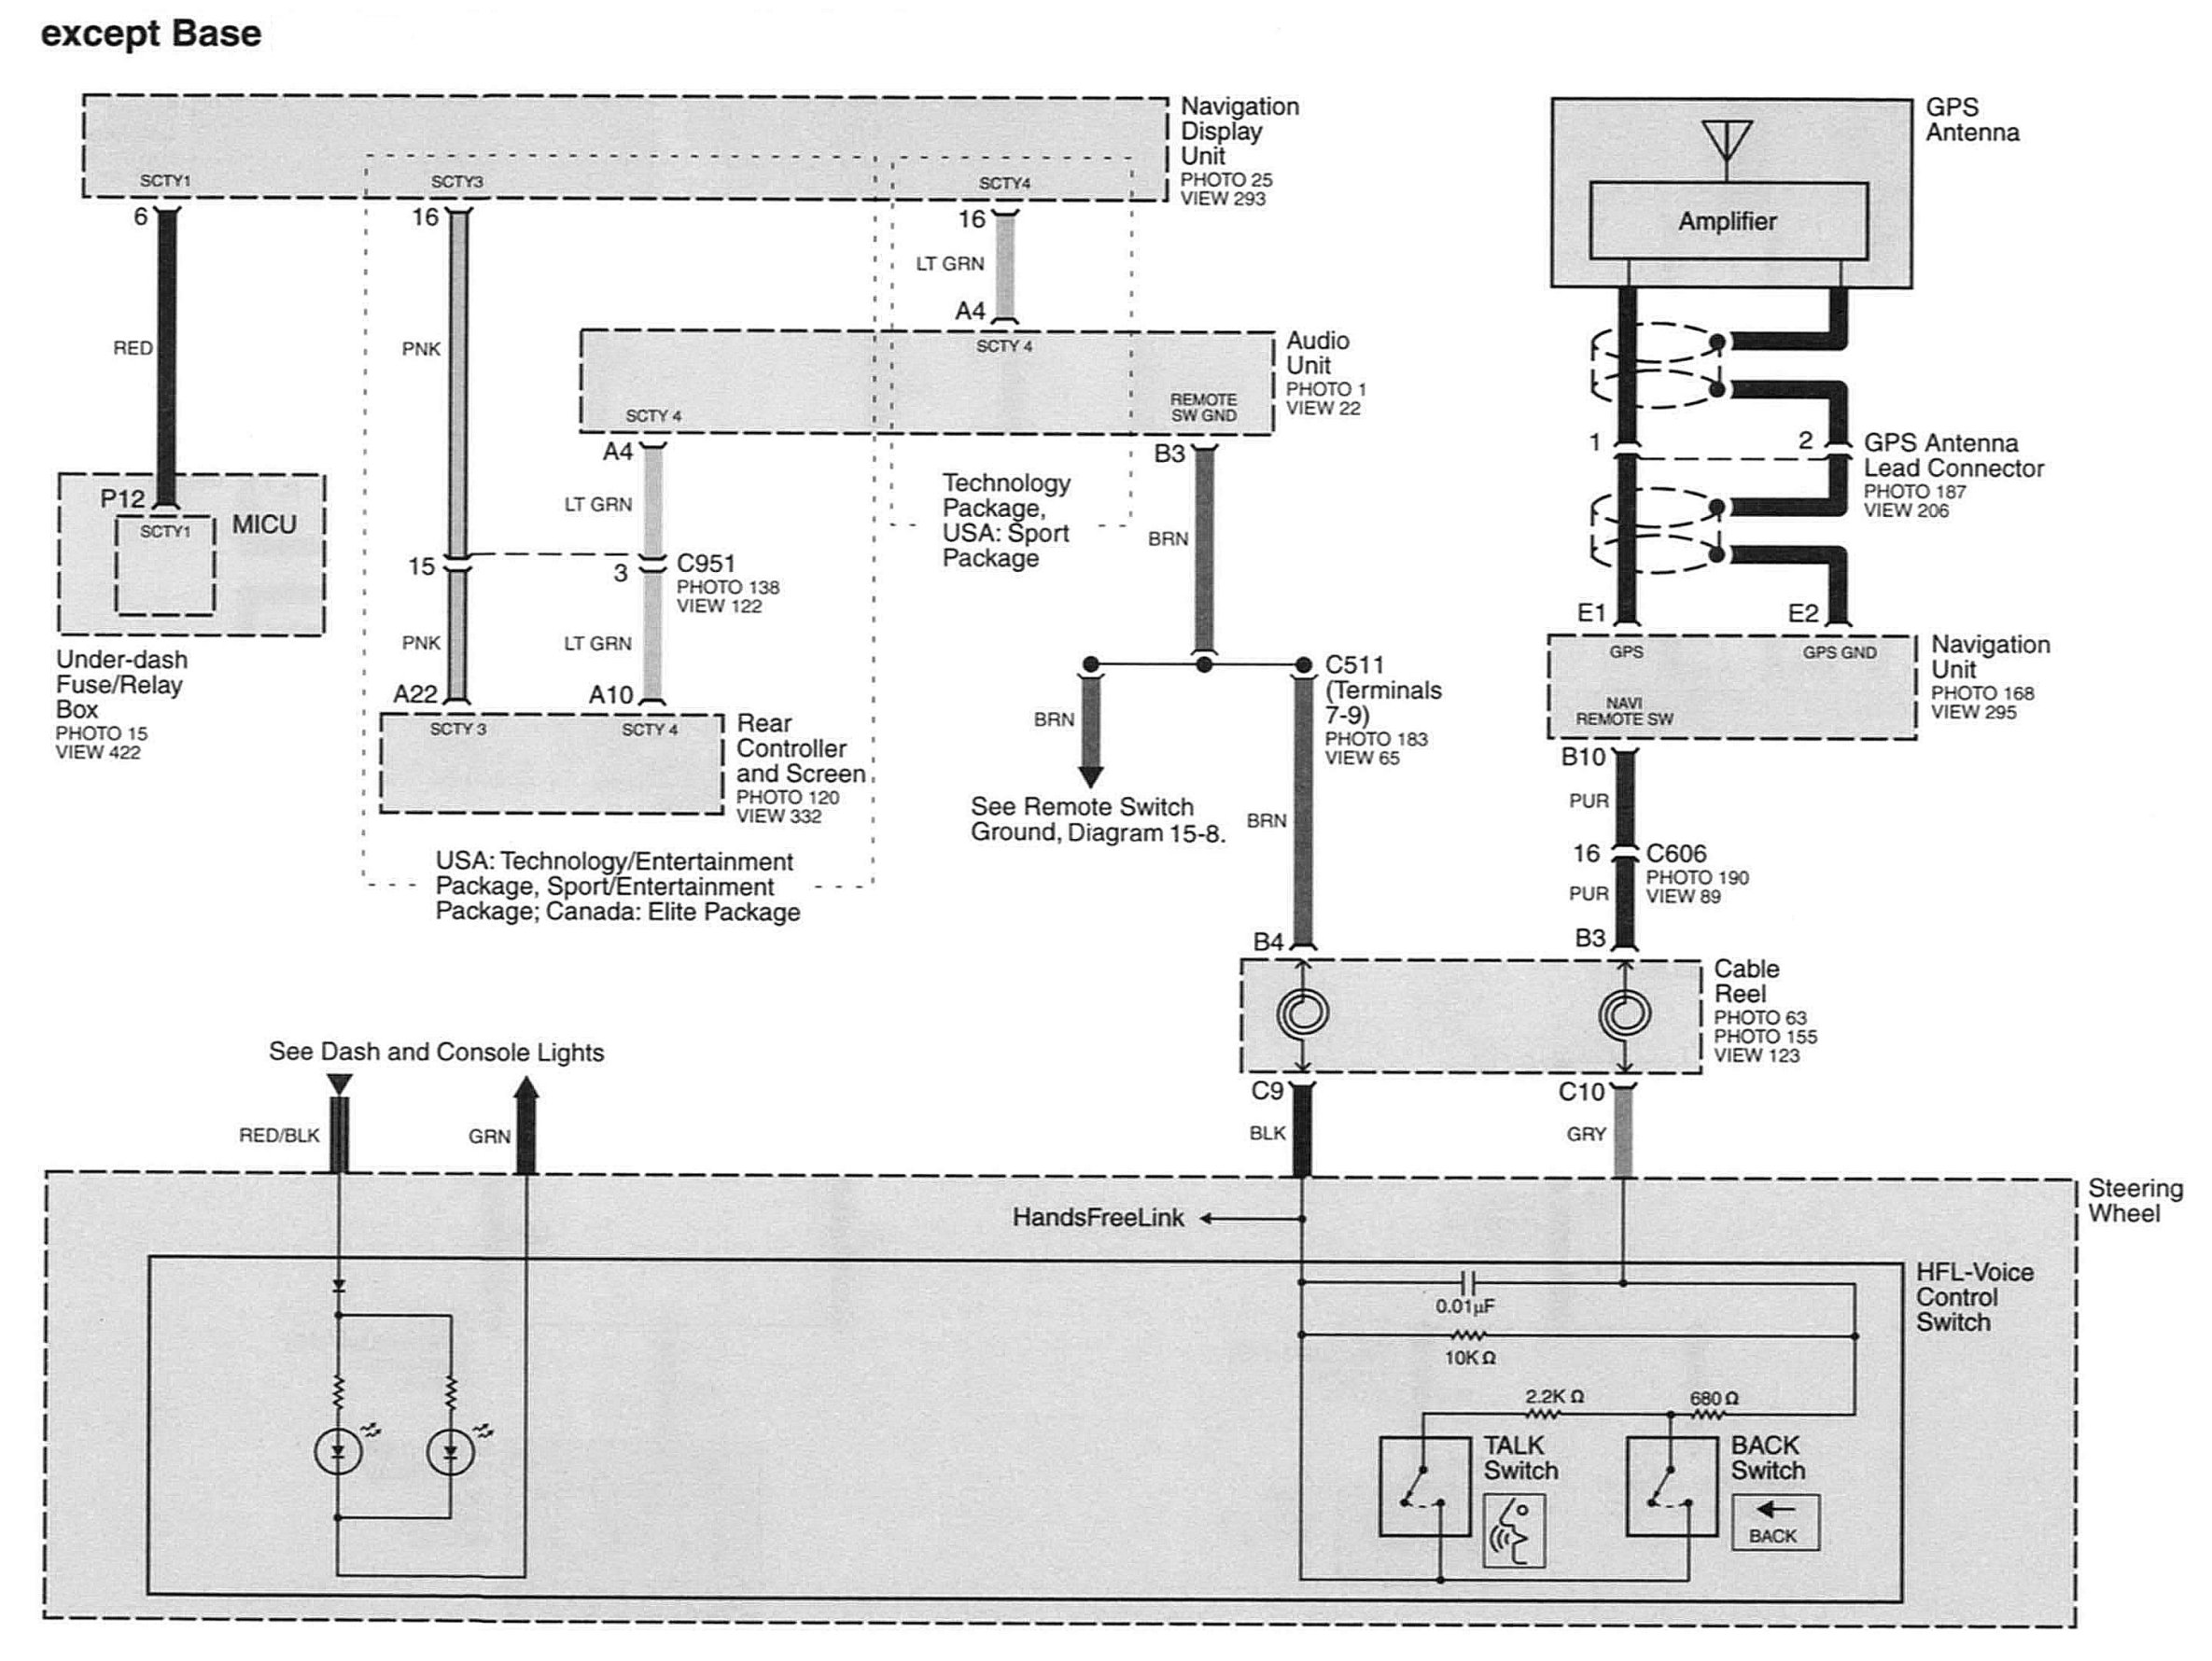 except Base
Navigation
Display
Unit
PHOTO 25
VIEW 293
SCTY1
SCTY3
SCTY4
6
16
16
RED
PNK
LT GRN
A4
SCTY 4
Audio
Unit
PHOTO 1
VIEW 22
SCTY 4
REMOTE
SW GND
A4
B3
LT GRN
BRN
Technology
Package,
USA: Sport
Package
P12
SCTY1
MICU
Under-dash
Fuse/Relay
Box
PHOTO 15
VIEW 422
15
3
C951
PHOTO 138
VIEW 122
PNK
LT GRN
A22
A10
SCTY 3
SCTY 4
Rear
Controller
and Screen
PHOTO 120
VIEW 332
USA: Technology/Entertainment
Package, Sport/Entertainment
Package; Canada: Elite Package
C511
(Terminals
7-9)
PHOTO 183
VIEW 65
BRN
See Remote Switch
Ground, Diagram 15-8.
BRN
B4
GPS
Antenna
Amplifier
1
2
GPS Antenna
Lead Connector
PHOTO 187
VIEW 206
E1
E2
GPS
GPS GND
NAVI
REMOTE SW
Navigation
Unit
PHOTO 168
VIEW 295
B10
PUR
16
C606
PHOTO 190
VIEW 89
PUR
B3
Cable
Reel
PHOTO 63
PHOTO 155
VIEW 123
C9
C10
BLK
GRY
See Dash and Console Lights
RED/BLK
GRN
Steering
Wheel
HandsFreeLink
HFL-Voice
Control
Switch
0.01µF
10K Ω
2.2K Ω
680 Ω
TALK
Switch
BACK
Switch
BACK